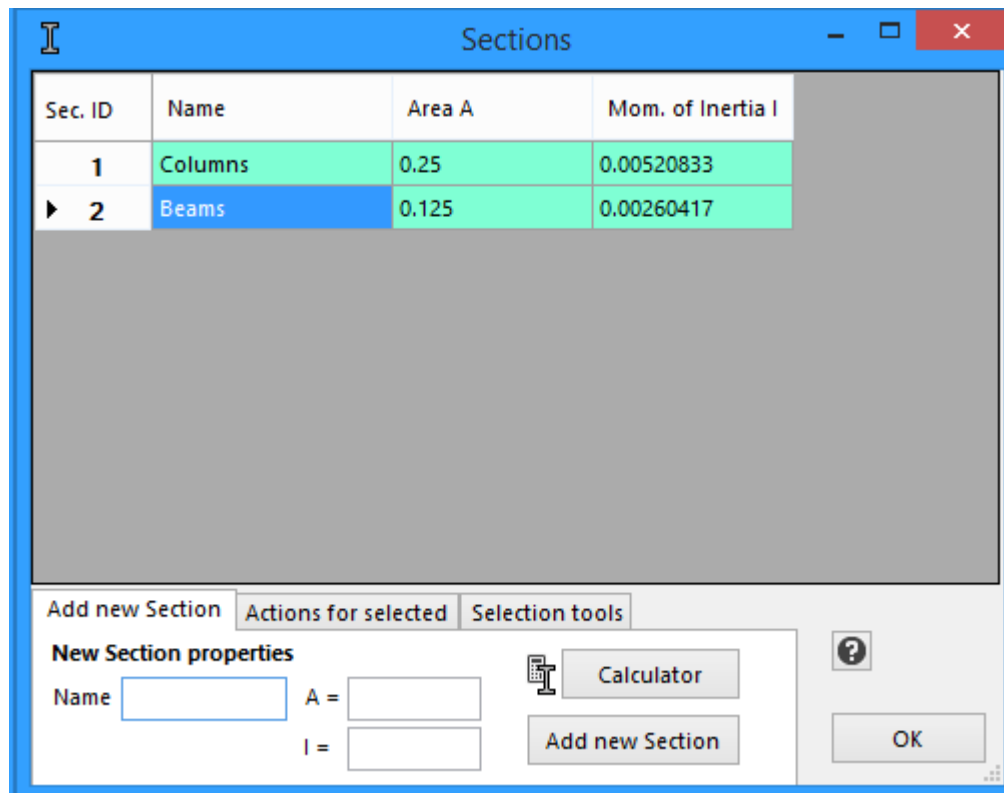 Sections
Sec. ID Name Area A Mom. of Inertia I
1 Columns 0.25 0.00520833
2 Beams 0.125 0.00260417
Add new Section Actions for selected Selection tools
New Section properties
Name A = Calculator
I = Add new Section OK